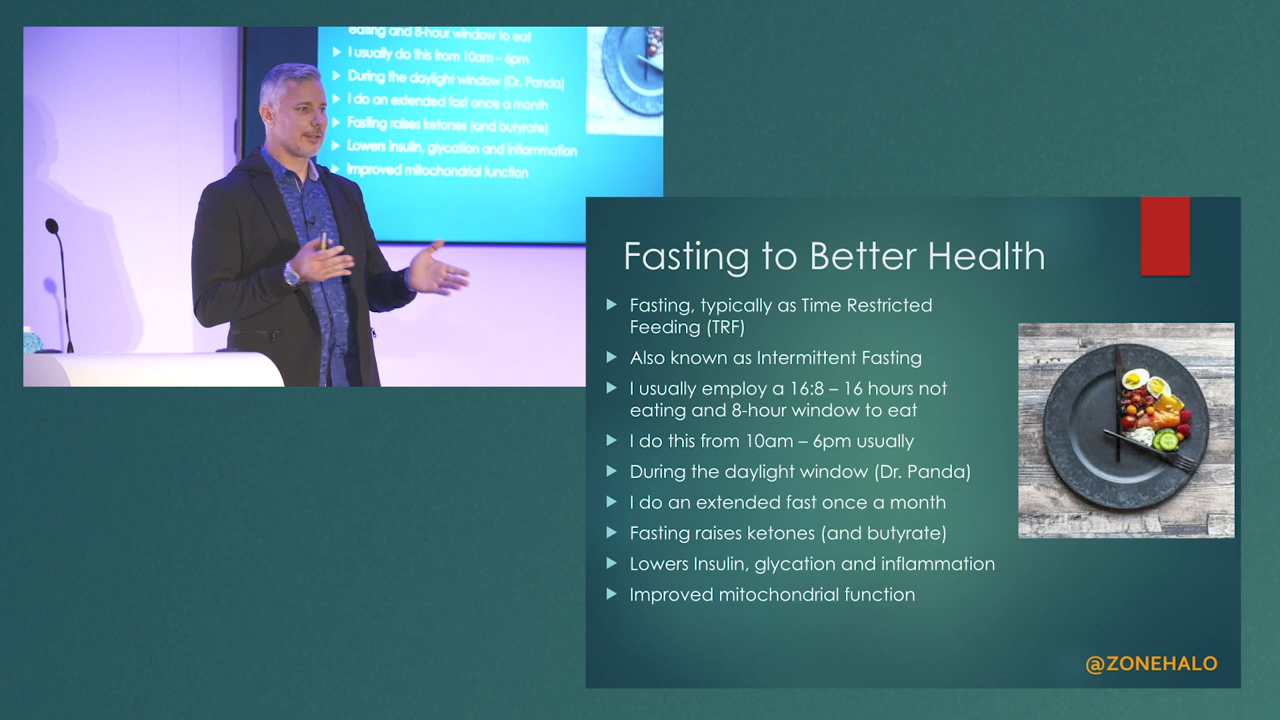 eating and 8-hour window to eat
I usually do this from 10am – 6pm
During the daylight window (Dr. Panda)
I do an extended fast once a month
Fasting raises ketones (and butyrate)
Lowers Insulin, glycation and inflammation
Improved mitochondrial function
Fasting to Better Health
Fasting, typically as Time Restricted
Feeding (TRF)
Also known as Intermittent Fasting
I usually employ a 16:8 – 16 hours not
eating and 8-hour window to eat
I do this from 10am – 6pm usually
During the daylight window (Dr. Panda)
I do an extended fast once a month
Fasting raises ketones (and butyrate)
Lowers Insulin, glycation and inflammation
Improved mitochondrial function
@ZONEHALO